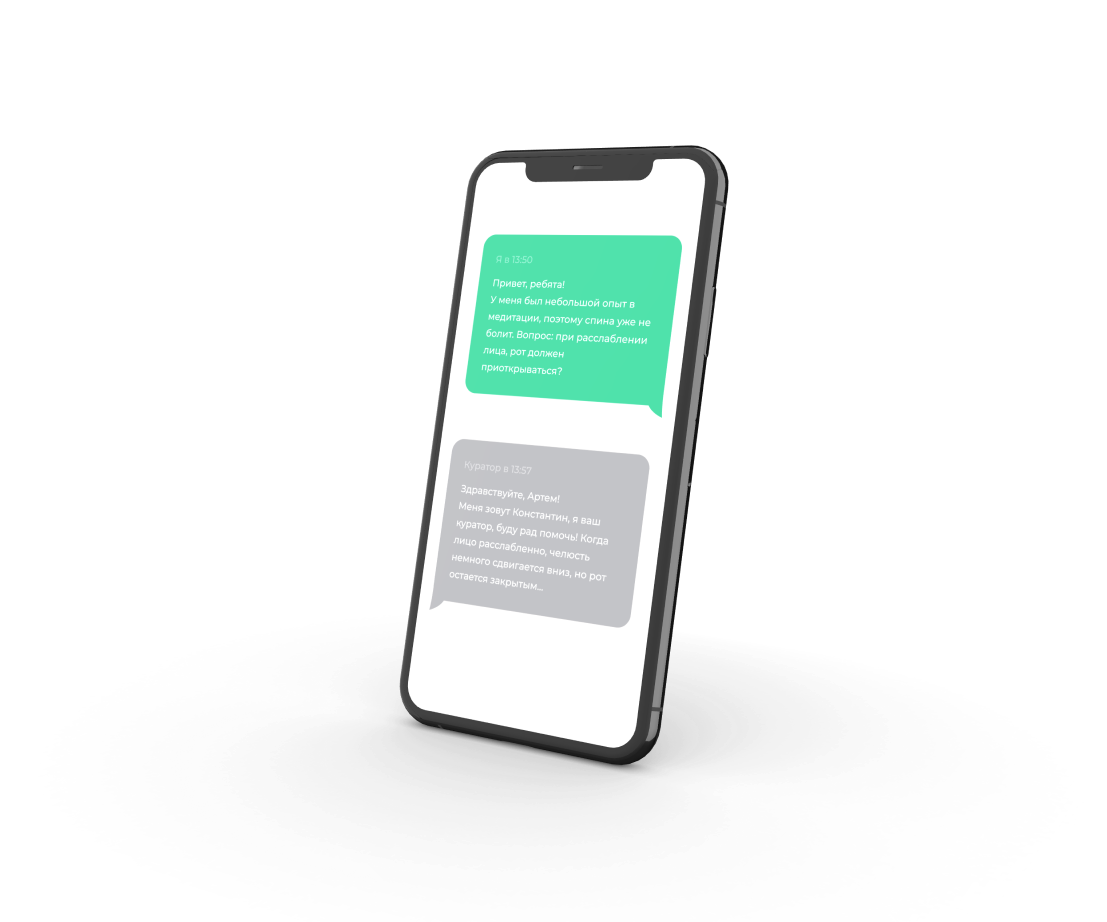 Я в 13:50
Привет, ребята!
У меня был небольшой опыт в
медитации, поэтому спина уже не
болит. Вопрос: при расслаблении
лица, рот должен
приоткрываться?
Куратор в 13:57
Здравствуйте, Артем!
Меня зовут Константин, я ваш
куратор, буду рад помочь! Когда
лицо расслабленно, челюсть
немного сдвигается вниз, но рот
остается закрытым...